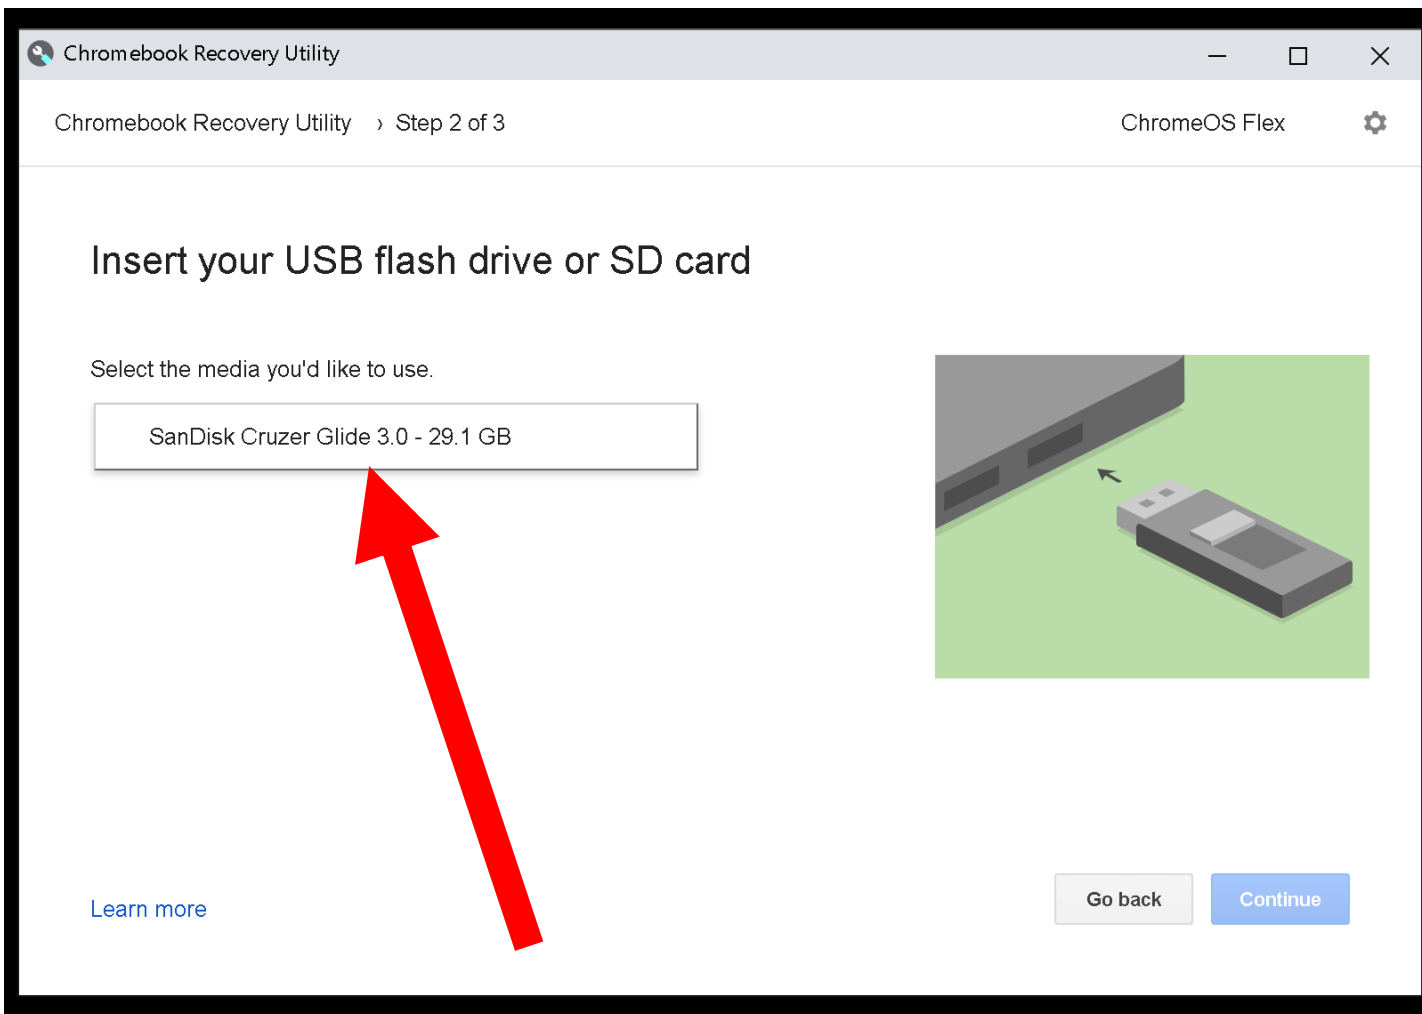 Chromebook Recovery Utility
Chromebook Recovery Utility › Step 2 of 3 ChromeOS Flex
Insert your USB flash drive or SD card
Select the media you'd like to use.
SanDisk Cruzer Glide 3.0 - 29.1 GB
Learn more Go back Continue